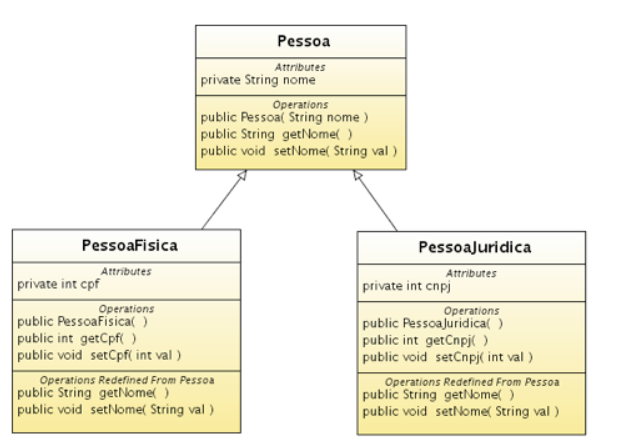 Pessoa
Attributes
private String nome
Operations
public Pessoa( String nome )
public String getNome( )
public void setNome( String val )
PessoaFisica
Attributes
private int cpf
Operations
public PessoaFisica( )
public int getCpf( )
public void setCpf( int val )
Operations Redefined From Pessoa
public String getNome( )
public void setNome( String val )
PessoaJuridica
Attributes
private int cnpj
Operations
public PessoaJuridica( )
public int getCnpj( )
public void setCnpj( int val )
Operations Redefined From Pessoa
public String getNome( )
public void setNome( String val )